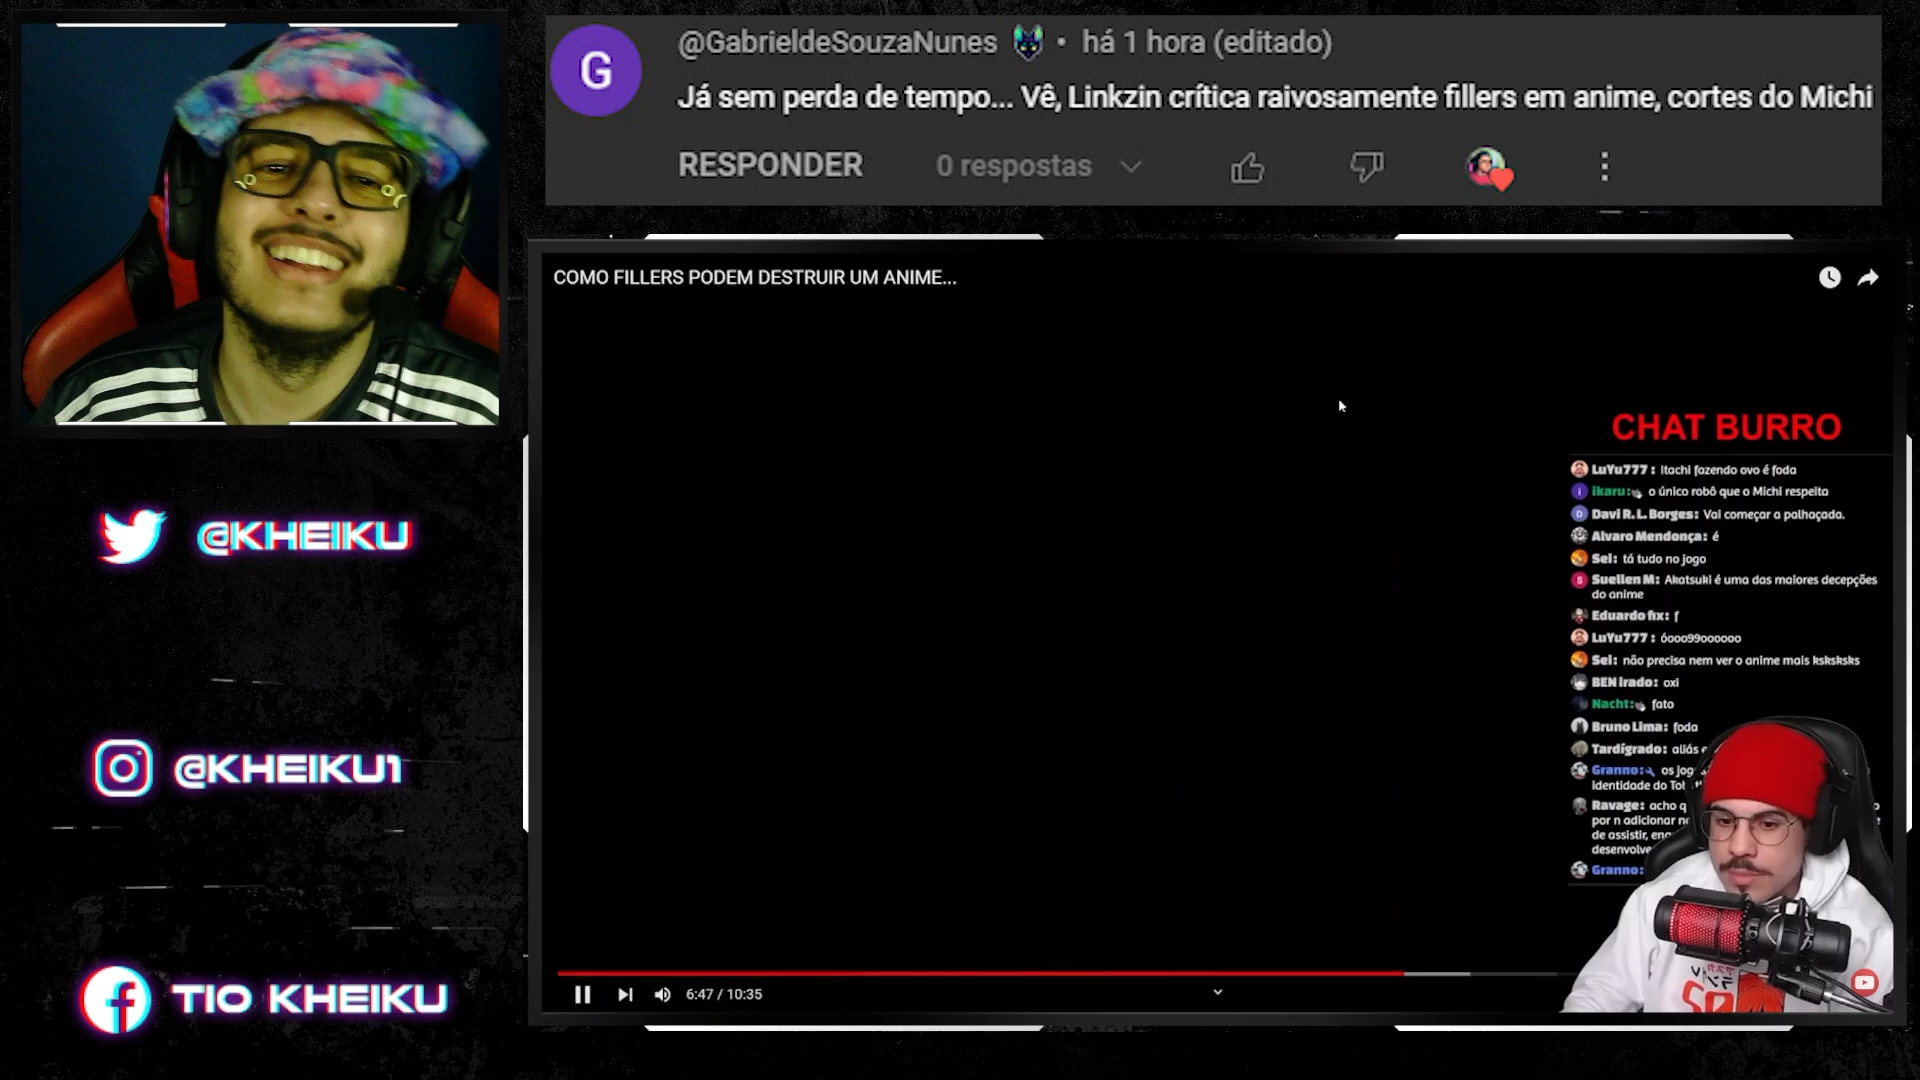 @GabrieldeSouzaNunes • há 1 hora (editado)
G
Já sem perda de tempo... Vê, Linkzin crítica raivosamente fillers em anime, cortes do Michi
RESPONDER 0 respostas
COMO FILLERS PODEM DESTRUIR UM ANIME...
CHAT BURRO
LuYu777 : Itachi fazendo ovo é foda
ikaru: o único robô que o Michi respeita
Davi R. L. Borges: Vai começar a palhaçada.
Alvaro Mendonça: é
Sei: tá tudo no jogo
Suellen M: Akatsuki é uma das maiores decepções
do anime
Eduardo fix: f
LuYu777 : óooo99oooooo
Sei: não precisa nem ver o anime mais ksksksks
BEN irado: oxi
Nacht: fato
Bruno Lima: foda
Tardígrado: aliás
Granno: os jog
identidade do
Ravage: acho q
por n adicionar
de assistir,
desenvolve
Granno:
@KHEIKU
@KHEIKU1
TIO KHEIKU
6:47 / 10:35